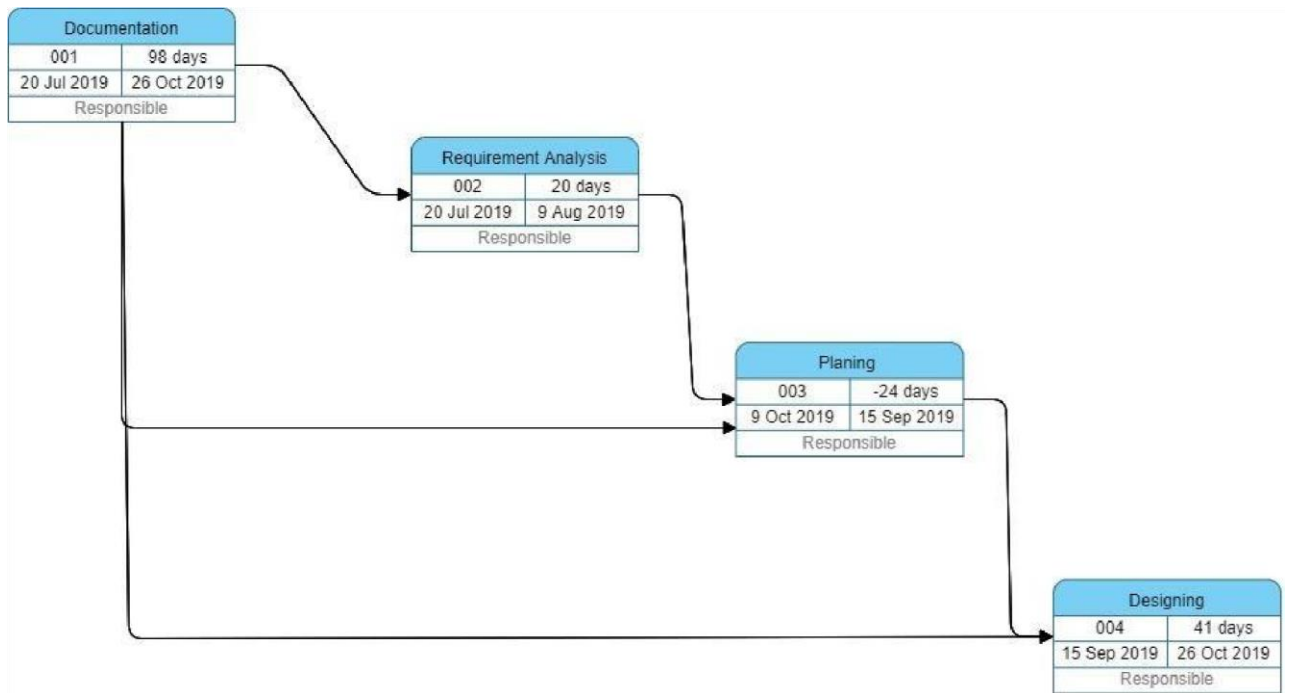 Documentation
001 98 days
20 Jul 2019 26 Oct 2019
Responsible
Requirement Analysis
002 20 days
20 Jul 2019 9 Aug 2019
Responsible
Planing
003 -24 days
9 Oct 2019 15 Sep 2019
Responsible
Designing
004 41 days
15 Sep 2019 26 Oct 2019
Responsible